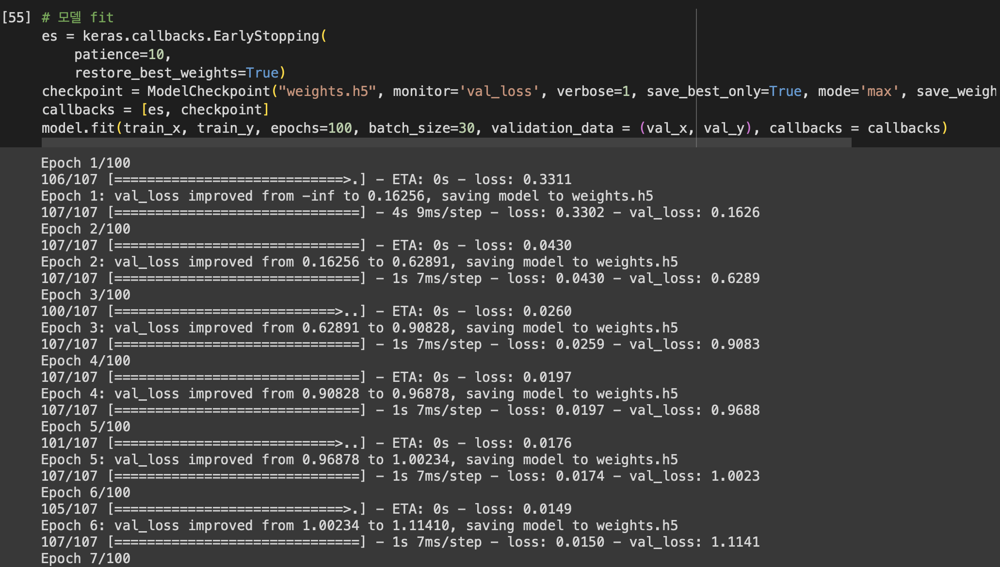 [55] # 모델 fit
es = keras.callbacks.EarlyStopping(
    patience=10,
    restore_best_weights=True)
checkpoint = ModelCheckpoint("weights.h5", monitor='val_loss', verbose=1, save_best_only=True, mode='max', save_weigh
callbacks = [es, checkpoint]
model.fit(train_x, train_y, epochs=100, batch_size=30, validation_data = (val_x, val_y), callbacks = callbacks)
Epoch 1/100
106/107 [============================>.] - ETA: 0s - loss: 0.3311
Epoch 1: val_loss improved from -inf to 0.16256, saving model to weights.h5
107/107 [==============================] - 4s 9ms/step - loss: 0.3302 - val_loss: 0.1626
Epoch 2/100
107/107 [==============================] - ETA: 0s - loss: 0.0430
Epoch 2: val_loss improved from 0.16256 to 0.62891, saving model to weights.h5
107/107 [==============================] - 1s 7ms/step - loss: 0.0430 - val_loss: 0.6289
Epoch 3/100
100/107 [===========================>..] - ETA: 0s - loss: 0.0260
Epoch 3: val_loss improved from 0.62891 to 0.90828, saving model to weights.h5
107/107 [==============================] - 1s 7ms/step - loss: 0.0259 - val_loss: 0.9083
Epoch 4/100
107/107 [==============================] - ETA: 0s - loss: 0.0197
Epoch 4: val_loss improved from 0.90828 to 0.96878, saving model to weights.h5
107/107 [==============================] - 1s 7ms/step - loss: 0.0197 - val_loss: 0.9688
Epoch 5/100
101/107 [===========================>..] - ETA: 0s - loss: 0.0176
Epoch 5: val_loss improved from 0.96878 to 1.00234, saving model to weights.h5
107/107 [==============================] - 1s 7ms/step - loss: 0.0174 - val_loss: 1.0023
Epoch 6/100
105/107 [============================>.] - ETA: 0s - loss: 0.0149
Epoch 6: val_loss improved from 1.00234 to 1.11410, saving model to weights.h5
107/107 [==============================] - 1s 7ms/step - loss: 0.0150 - val_loss: 1.1141
Epoch 7/100